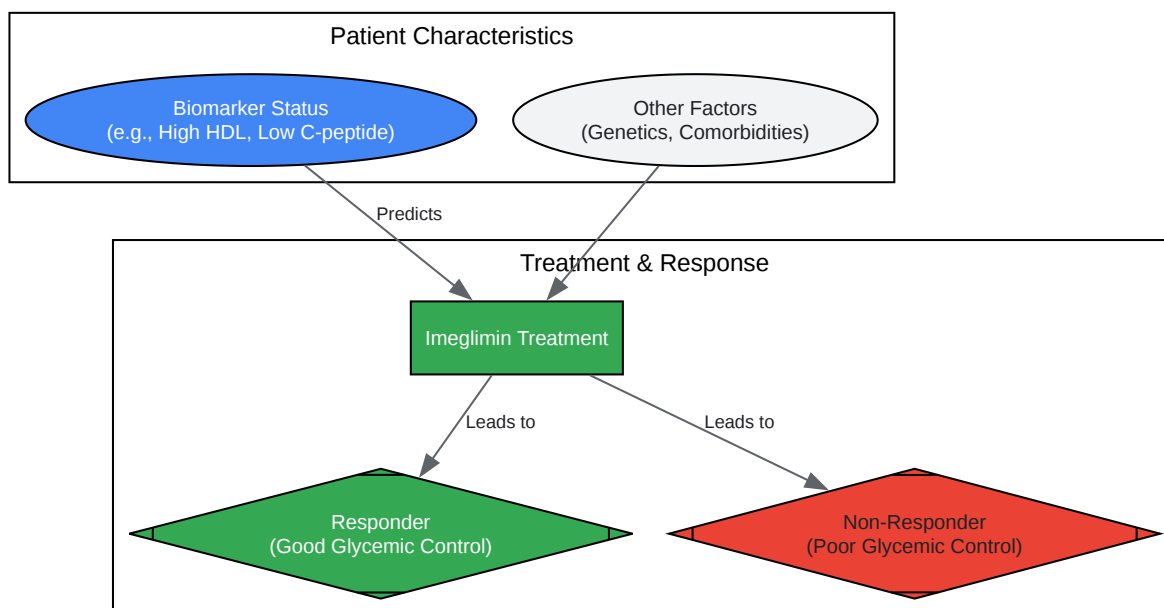 Patient Characteristics
Biomarker Status
(e.g., High HDL, Low C-peptide)
Other Factors
(Genetics, Comorbidities)
Predicts
Treatment & Response
Imeglimin Treatment
Leads to
Leads to
Responder
(Good Glycemic Control)
Non-Responder
(Poor Glycemic Control)